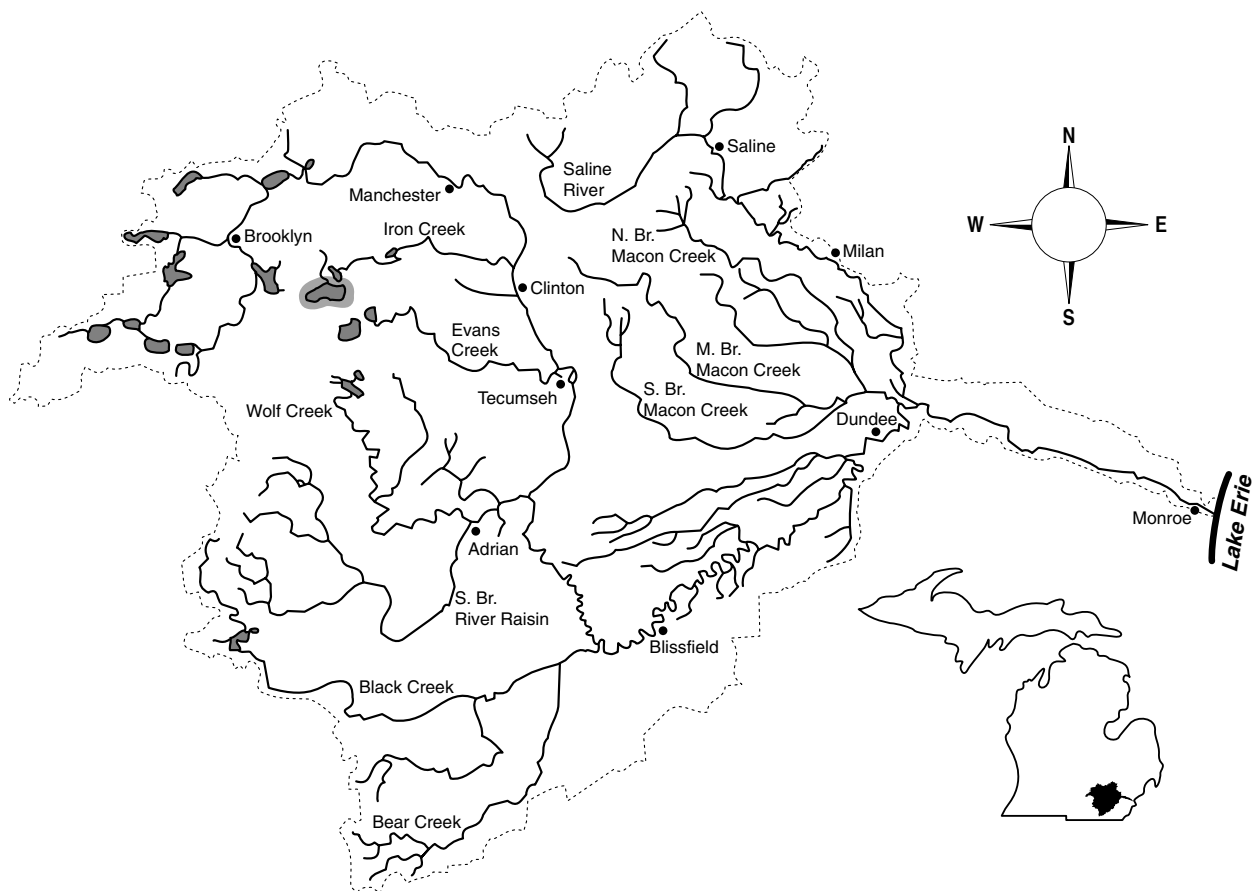 N
W
E
S
Saline
Saline
River
Manchester
Iron Creek
Brooklyn
N. Br.
Macon Creek
Milan
Clinton
Evans
Creek
M. Br.
Macon Creek
Tecumseh
S. Br.
Macon Creek
Wolf Creek
Dundee
Monroe
Lake Erie
Adrian
S. Br.
River Raisin
Blissfield
Black Creek
Bear Creek